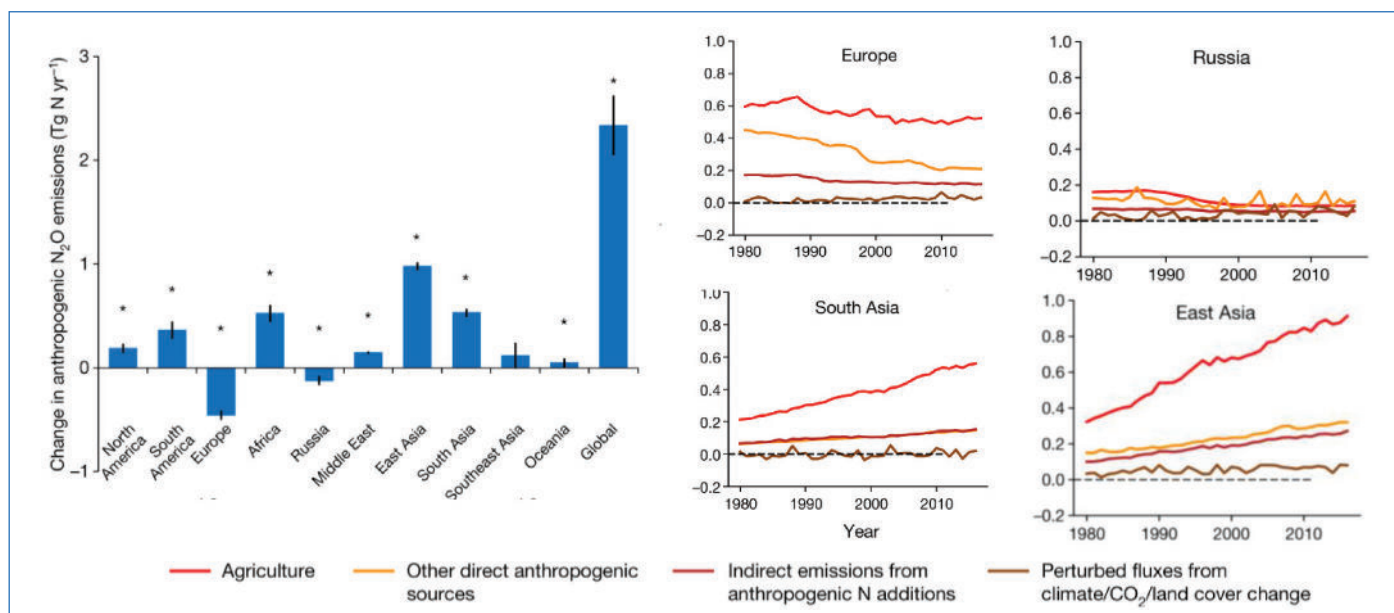 Change in anthropogenic N₂O emissions (Tg N yr⁻¹)
3
2
1
0
−1
*
*
*
*
*
*
*
*
*
*
North
America
South
America
Europe
Africa
Russia
Middle East
East Asia
South Asia
Southeast Asia
Oceania
Global
Europe
1.0
0.8
0.6
0.4
0.2
0.0
−0.2
1980 1990 2000 2010
Russia
1.0
0.8
0.6
0.4
0.2
0.0
−0.2
1980 1990 2000 2010
South Asia
1.0
0.8
0.6
0.4
0.2
0.0
−0.2
1980 1990 2000 2010
Year
East Asia
1.0
0.8
0.6
0.4
0.2
0.0
−0.2
1980 1990 2000 2010
Agriculture
Other direct anthropogenic
sources
Indirect emissions from
anthropogenic N additions
Perturbed fluxes from
climate/CO₂/land cover change